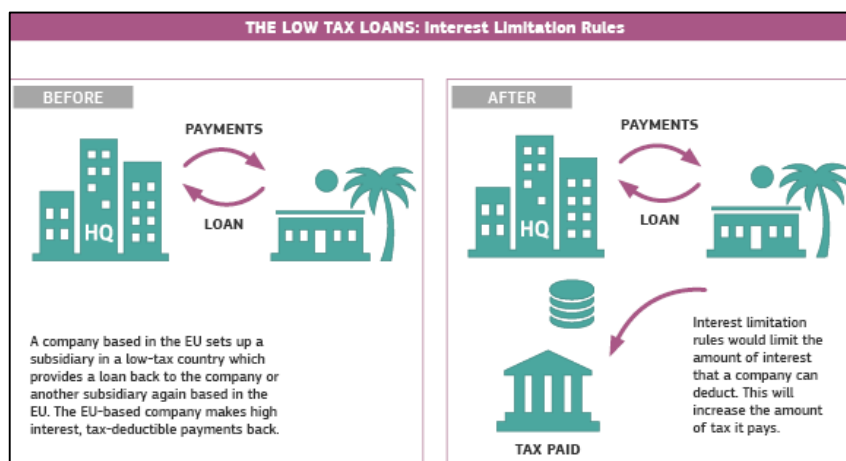 THE LOW TAX LOANS: Interest Limitation Rules
BEFORE
PAYMENTS
HQ
LOAN
A company based in the EU sets up a
subsidiary in a low-tax country which
provides a loan back to the company or
another subsidiary again based in the
EU. The EU-based company makes high
interest, tax-deductible payments back.
AFTER
PAYMENTS
HQ
LOAN
Interest limitation
rules would limit the
amount of interest
that a company can
deduct. This will
increase the amount
of tax it pays.
TAX PAID